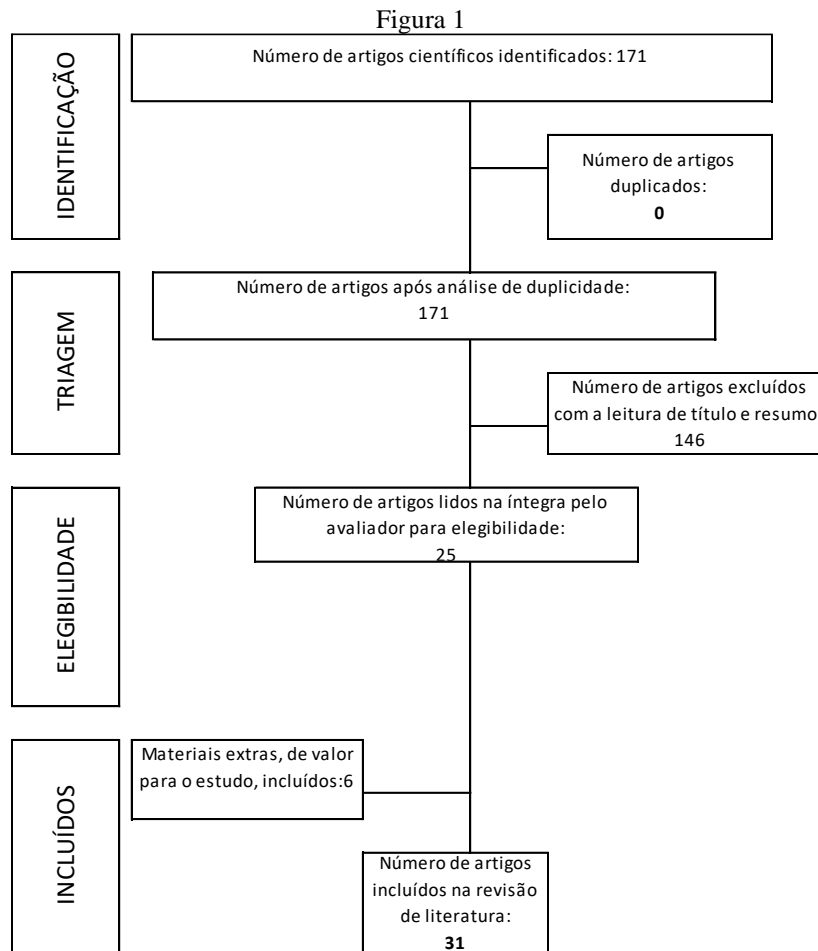 Figura 1
IDENTIFICAÇÃO
Número de artigos científicos identificados: 171
Número de artigos
duplicados:
0
TRIAGEM
Número de artigos após análise de duplicidade:
171
Número de artigos excluídos
com a leitura de título e resumo
146
ELEGIBILIDADE
Número de artigos lidos na íntegra pelo
avaliador para elegibilidade:
25
INCLUÍDOS
Materiais extras, de valor
para o estudo, incluídos:6
Número de artigos
incluídos na revisão
de literatura:
31